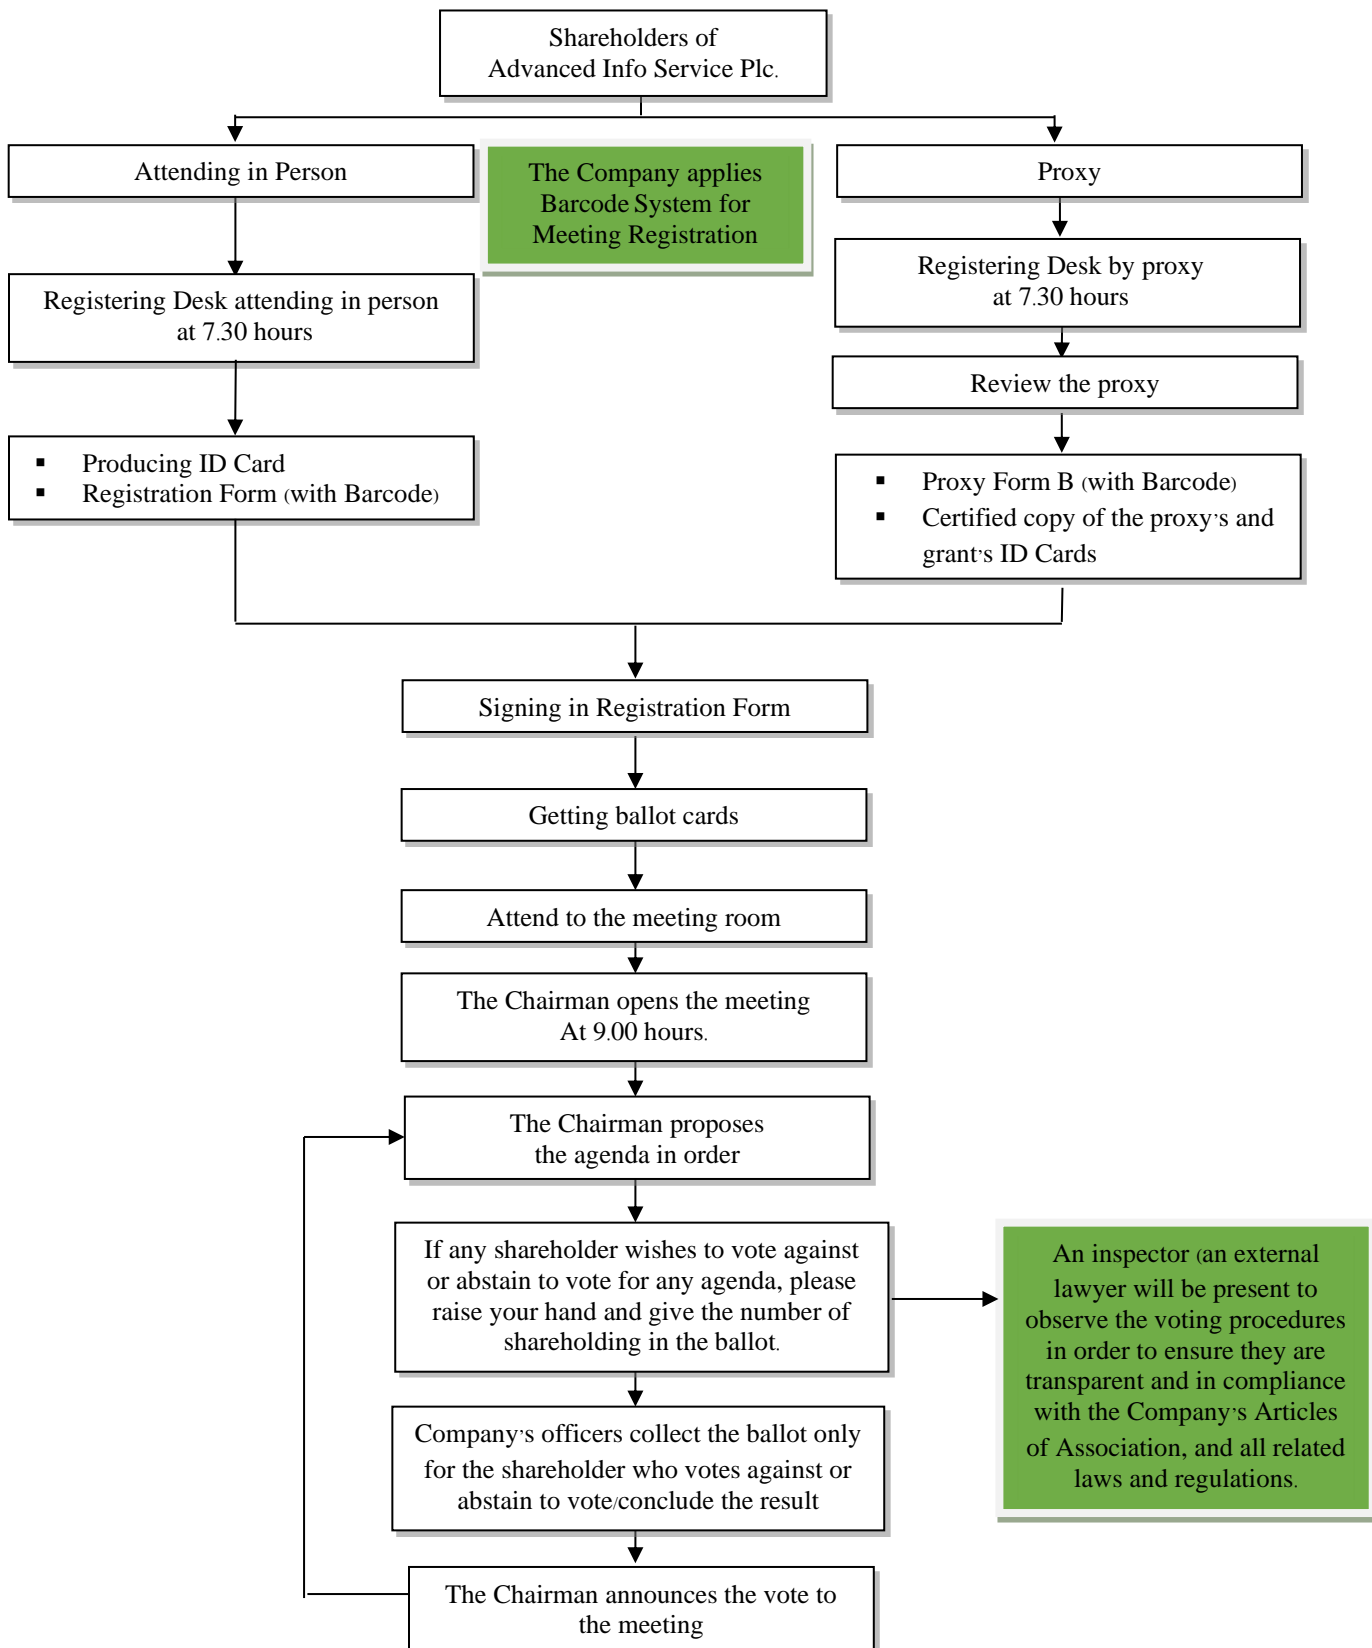 Shareholders of
Advanced Info Service Plc.
Attending in Person
The Company applies
Barcode System for
Meeting Registration
Proxy
Registering Desk attending in person
at 7.30 hours
Registering Desk by proxy
at 7.30 hours
Review the proxy
▪ Producing ID Card
▪ Registration Form (with Barcode)
▪ Proxy Form B (with Barcode)
▪ Certified copy of the proxy's and
grant's ID Cards
Signing in Registration Form
Getting ballot cards
Attend to the meeting room
The Chairman opens the meeting
At 9.00 hours.
The Chairman proposes
the agenda in order
If any shareholder wishes to vote against
or abstain to vote for any agenda, please
raise your hand and give the number of
shareholding in the ballot.
An inspector (an external
lawyer will be present to
observe the voting procedures
in order to ensure they are
transparent and in compliance
with the Company's Articles
of Association, and all related
laws and regulations.
Company's officers collect the ballot only
for the shareholder who votes against or
abstain to vote/conclude the result
The Chairman announces the vote to
the meeting